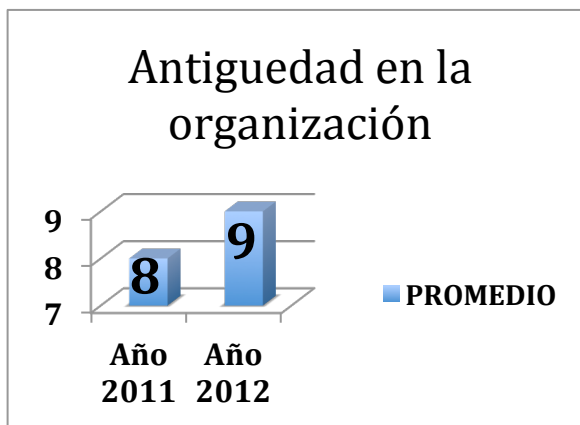 Antiguedad en la
organización
9
8
7
8
9
Año
2011
Año
2012
PROMEDIO